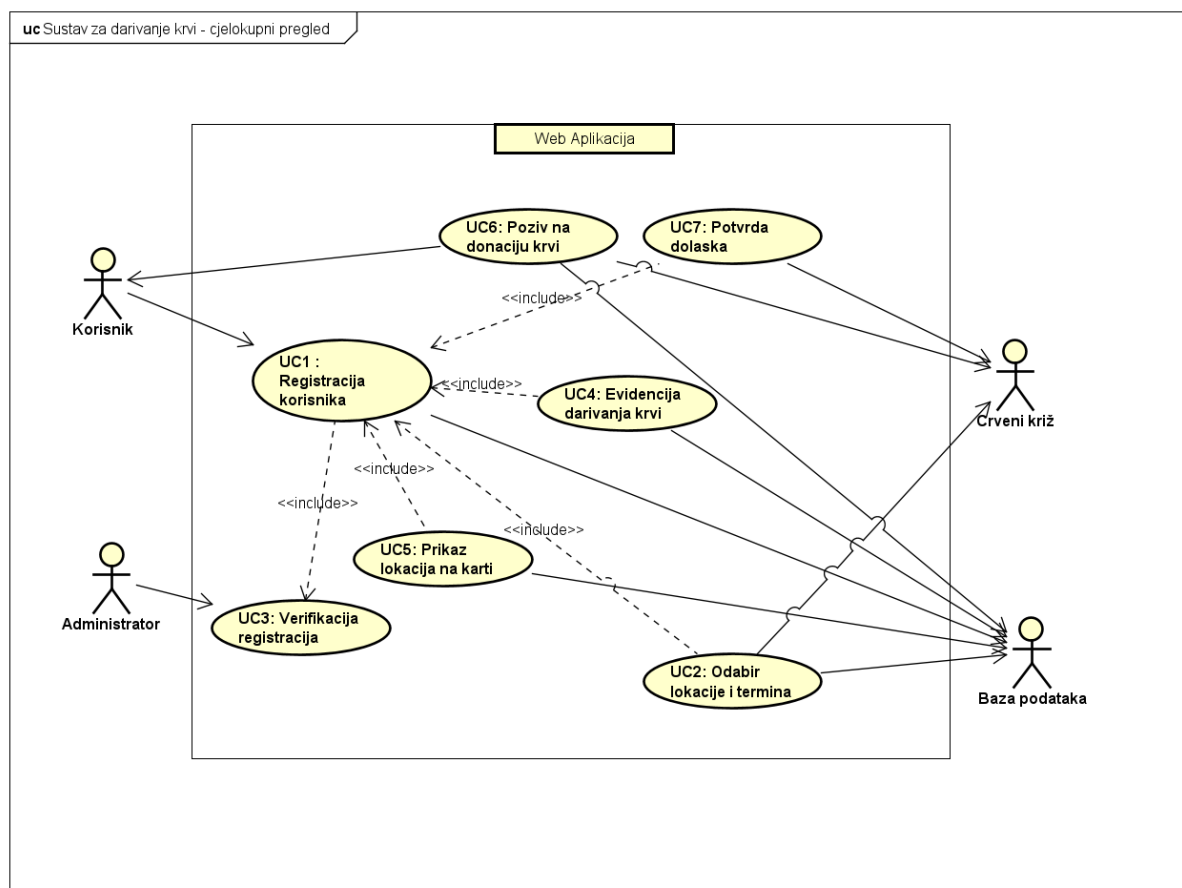 uc Sustav za darivanje krvi - cjelokupni pregled
Web Aplikacija
UC6: Poziv na
donaciju krvi
UC7: Potvrda
dolaska
<<include>>
Korisnik
UC1 :
Registracija
korisnika
<<include>>
UC4: Evidencija
darivanja krvi
Crveni križ
<<include>>
<<include>>
<<include>>
UC5: Prikaz
lokacija na karti
Administrator
UC3: Verifikacija
registracija
UC2: Odabir
lokacije i termina
Baza podataka